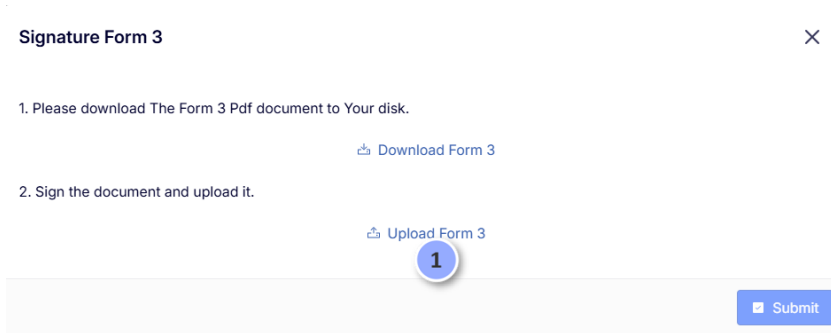 Signature Form 3
1. Please download The Form 3 Pdf document to Your disk.
Download Form 3
2. Sign the document and upload it.
Upload Form 3
1
Submit